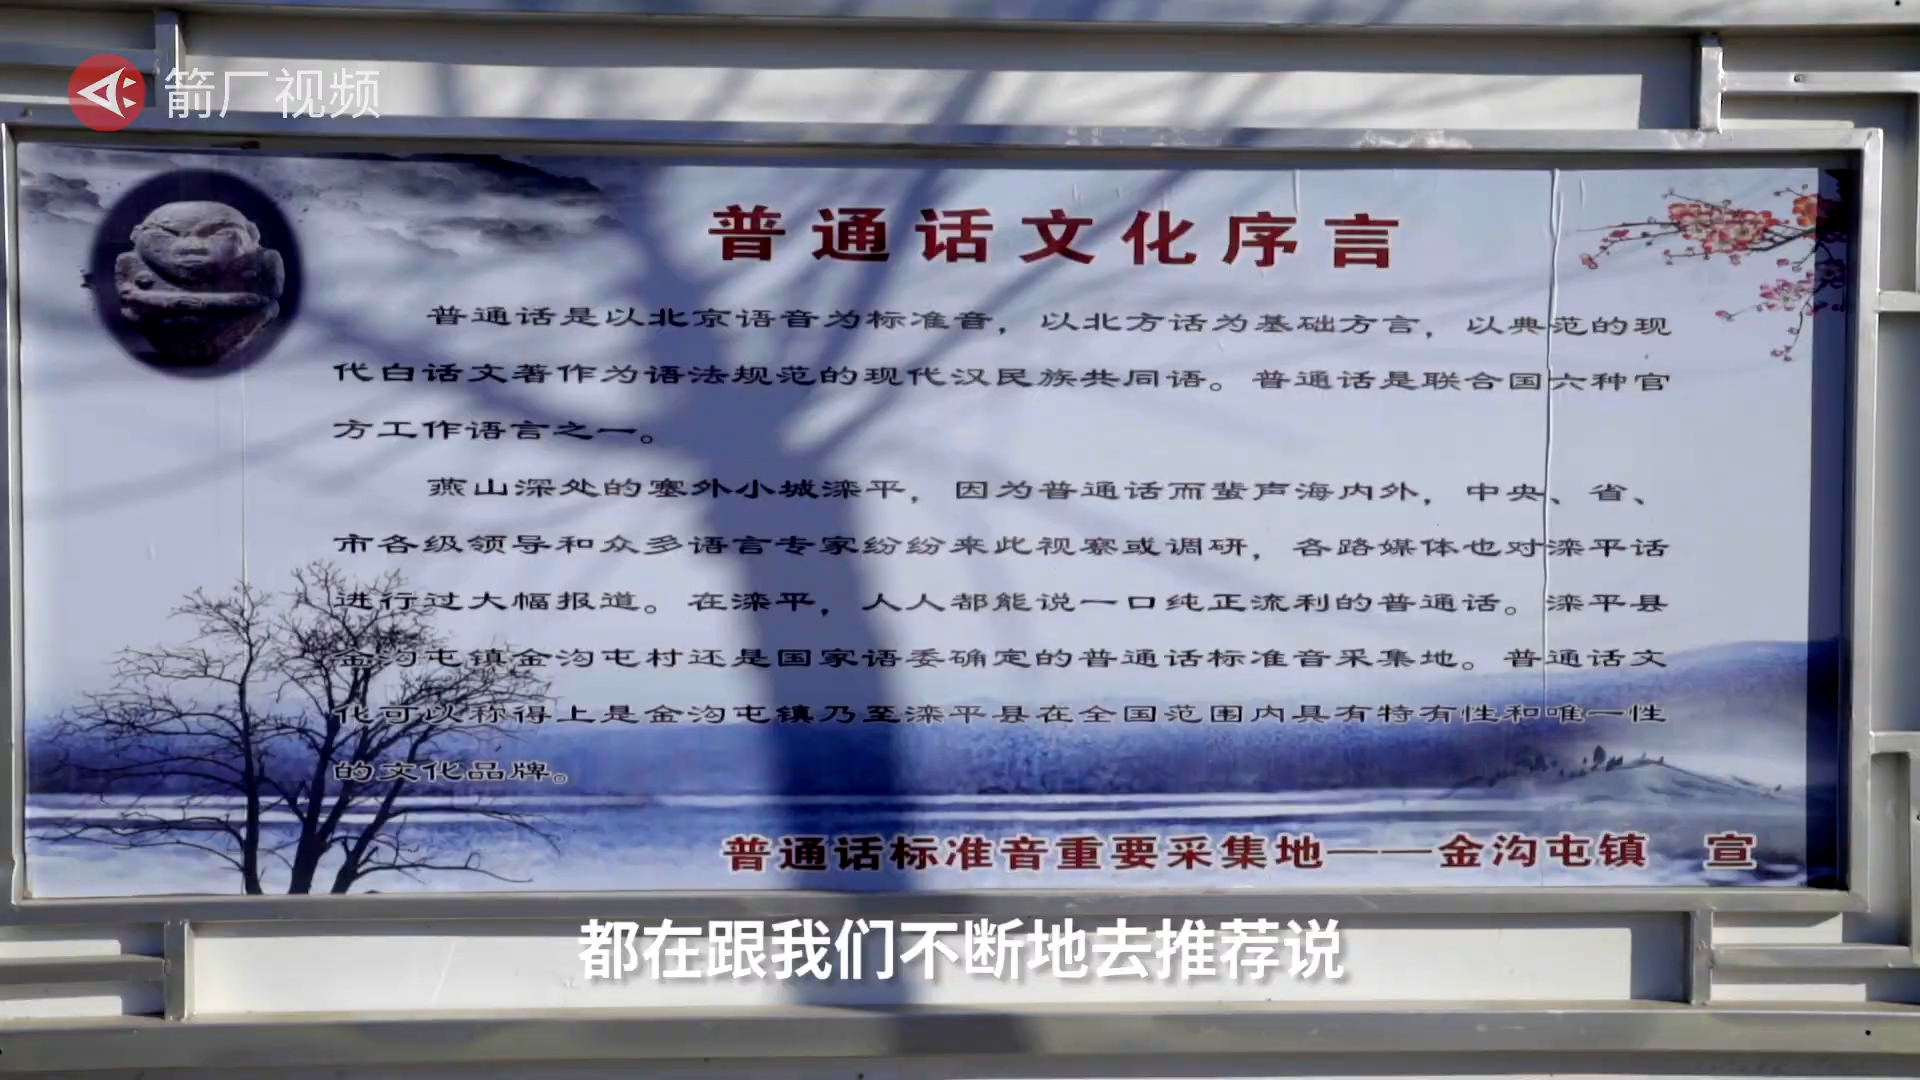 箭厂视频
普通话文化序言
普通话是以北京语音为标准音，以北方话为基础方言，以典范的现
代白话文著作为语法规范的现代汉民族共同语。普通话是联合国六种官
方工作语言之一。
燕山深处的塞外小城滦平，因为普通话而蜚声海内外，中央、省、
市各级领导和众多语言专家纷纷来此视察或调研，各路媒体也对滦平话
进行过大幅报道。在滦平，人人都能说一口纯正流利的普通话。滦平县
金沟屯镇金沟屯村还是国家语委确定的普通话标准音采集地。普通话文
化可以称得上是金沟屯镇乃至滦平县在全国范围内具有特有性和唯一性
的文化品牌。
普通话标准音重要采集地——金沟屯镇 宣
都在跟我们不断地去推荐说